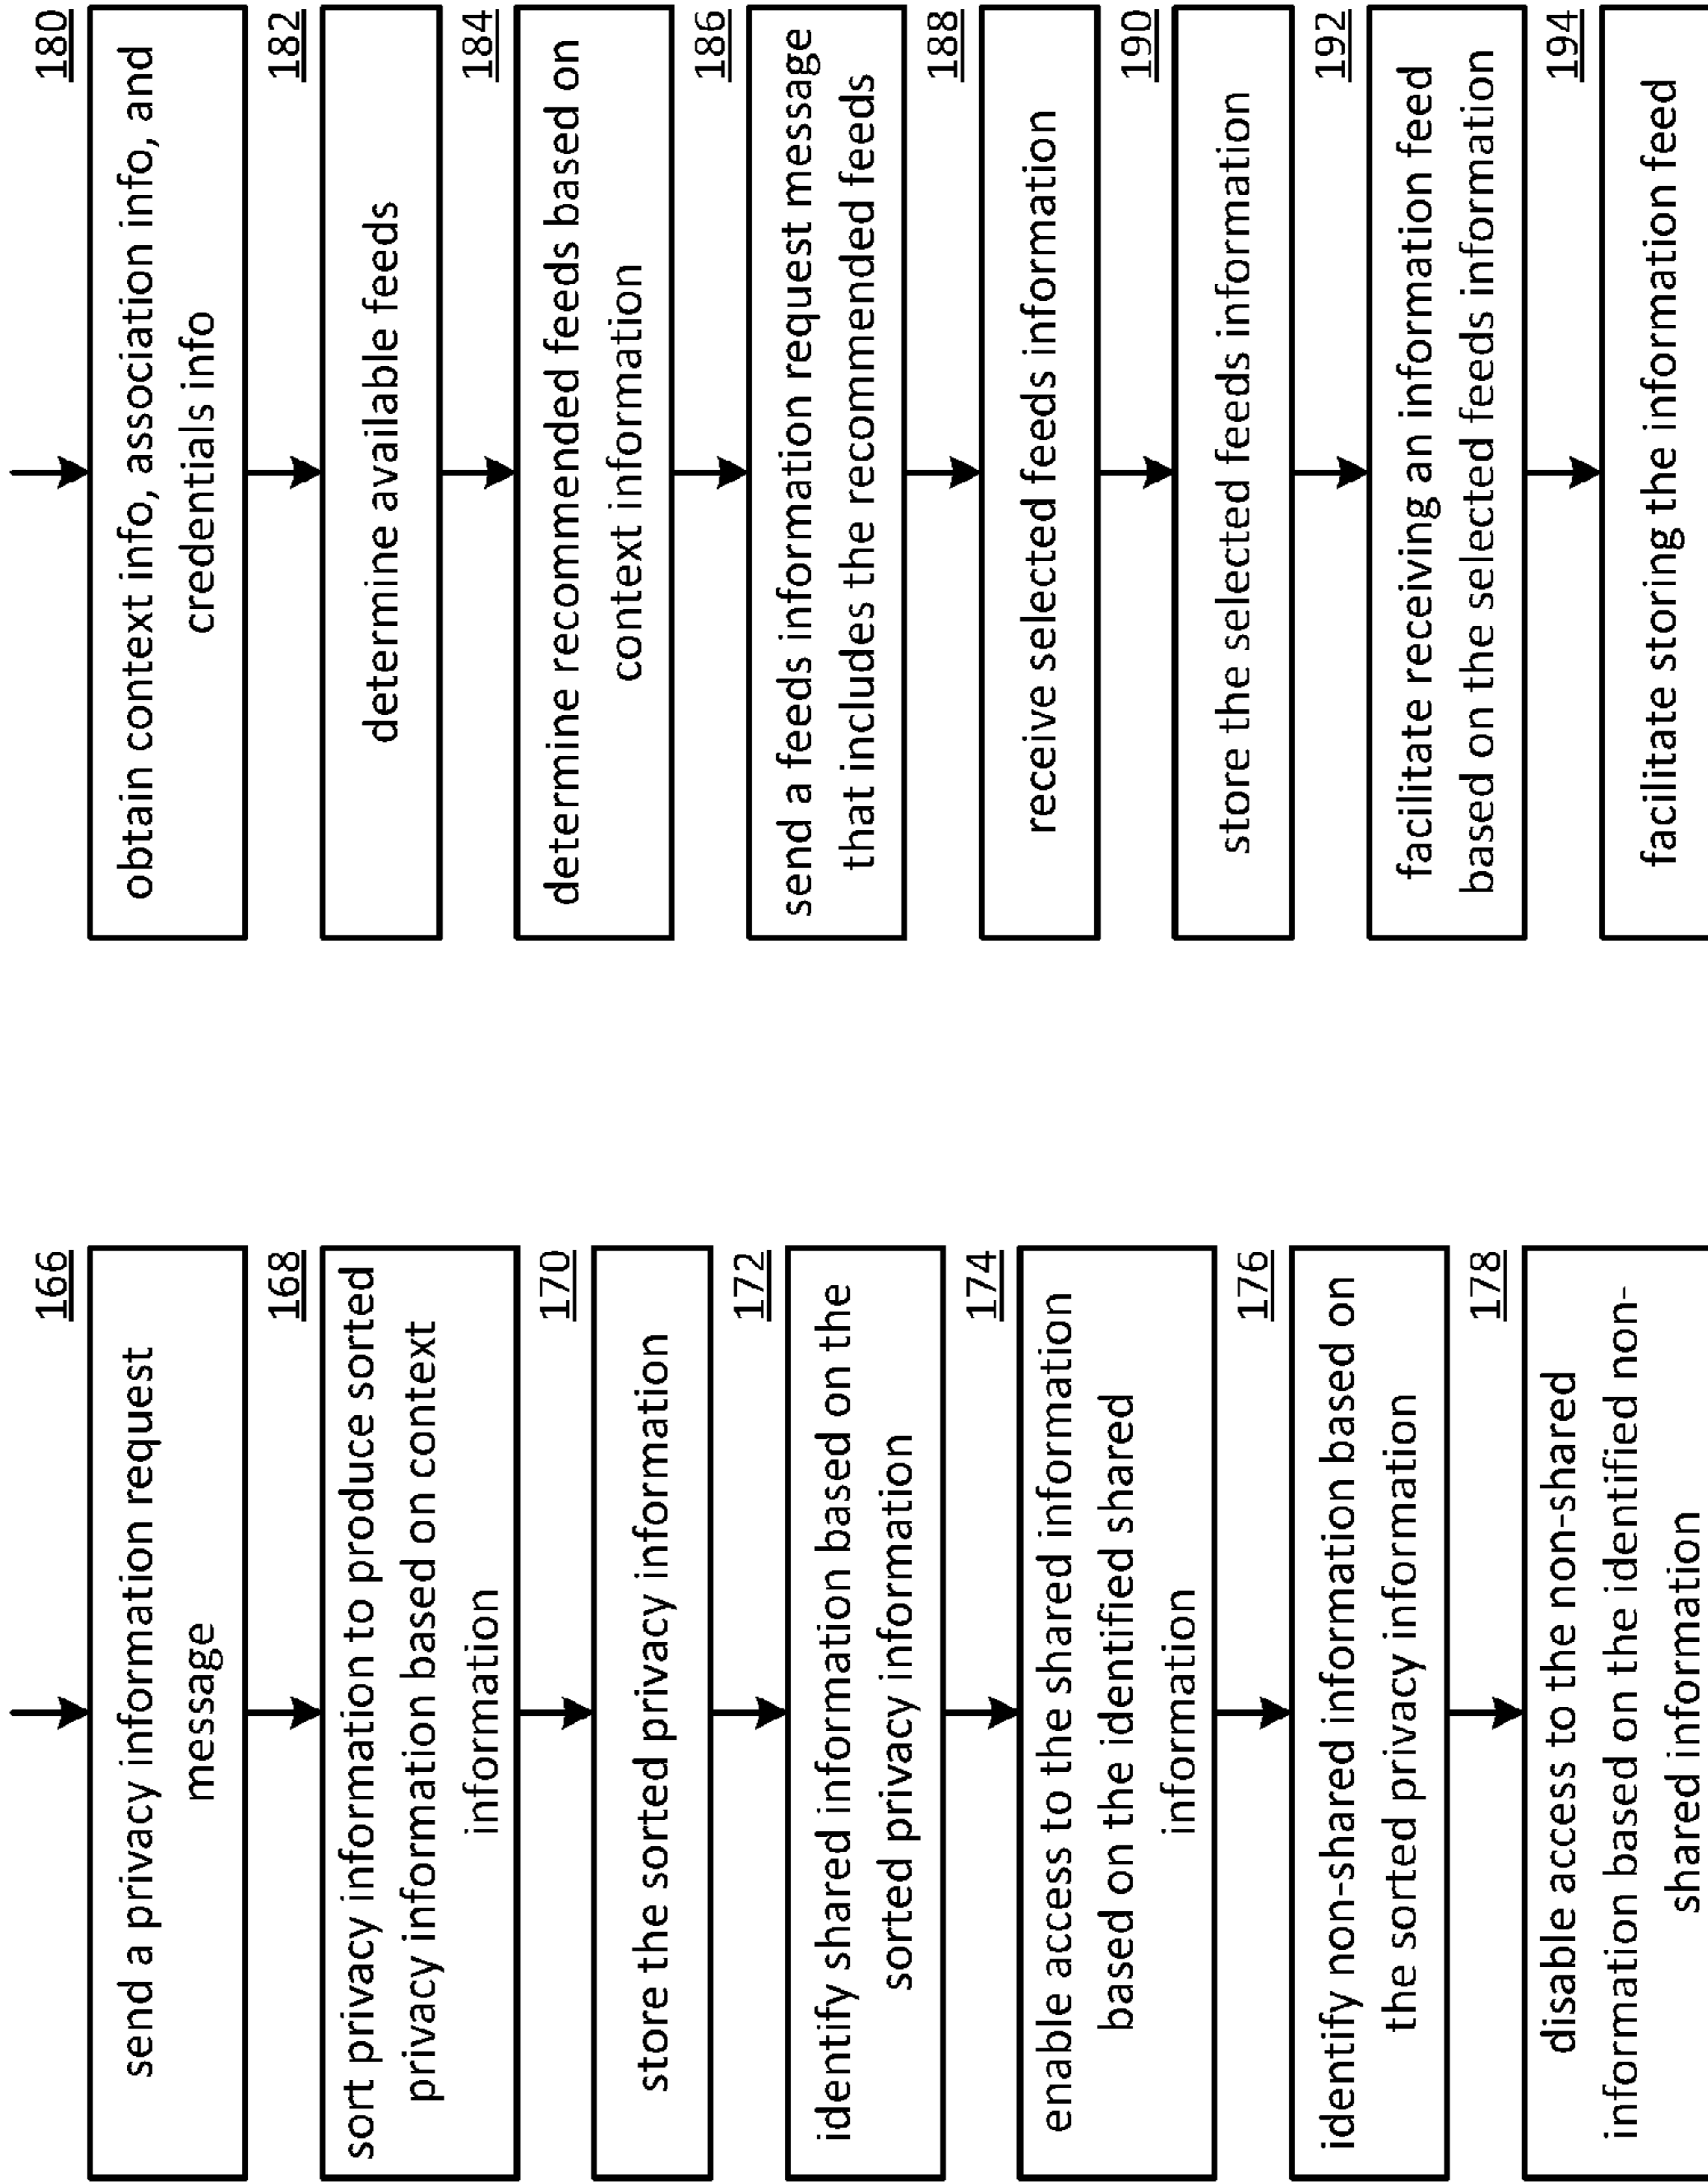 166
send a privacy information request
message
168
sort privacy information to produce sorted
privacy information based on context
information
170
store the sorted privacy information
172
identify shared information based on the
sorted privacy information
174
enable access to the shared information
based on the identified shared
information
176
identify non-shared information based on
the sorted privacy information
178
disable access to the non-shared
information based on the identified non-
shared information
180
obtain context info, association info, and
credentials info
182
determine available feeds
184
determine recommended feeds based on
context information
186
send a feeds information request message
that includes the recommended feeds
188
receive selected feeds information
190
store the selected feeds information
192
facilitate receiving an information feed
based on the selected feeds information
194
facilitate storing the information feed